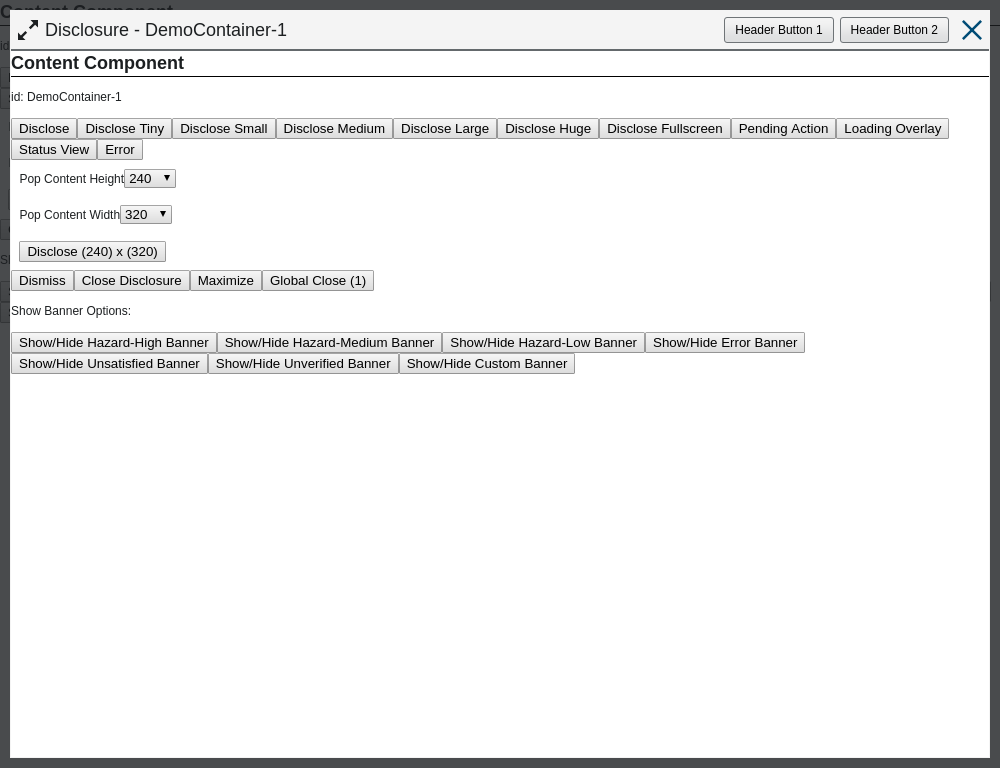 Disclosure - DemoContainer-1 Header Button 1 Header Button 2
Content Component
id: DemoContainer-1
Disclose Disclose Tiny Disclose Small Disclose Medium Disclose Large Disclose Huge Disclose Fullscreen Pending Action Loading Overlay
Status View Error
Pop Content Height 240
Pop Content Width 320
Disclose (240) x (320)
Dismiss Close Disclosure Maximize Global Close (1)
Show Banner Options:
Show/Hide Hazard-High Banner Show/Hide Hazard-Medium Banner Show/Hide Hazard-Low Banner Show/Hide Error Banner
Show/Hide Unsatisfied Banner Show/Hide Unverified Banner Show/Hide Custom Banner